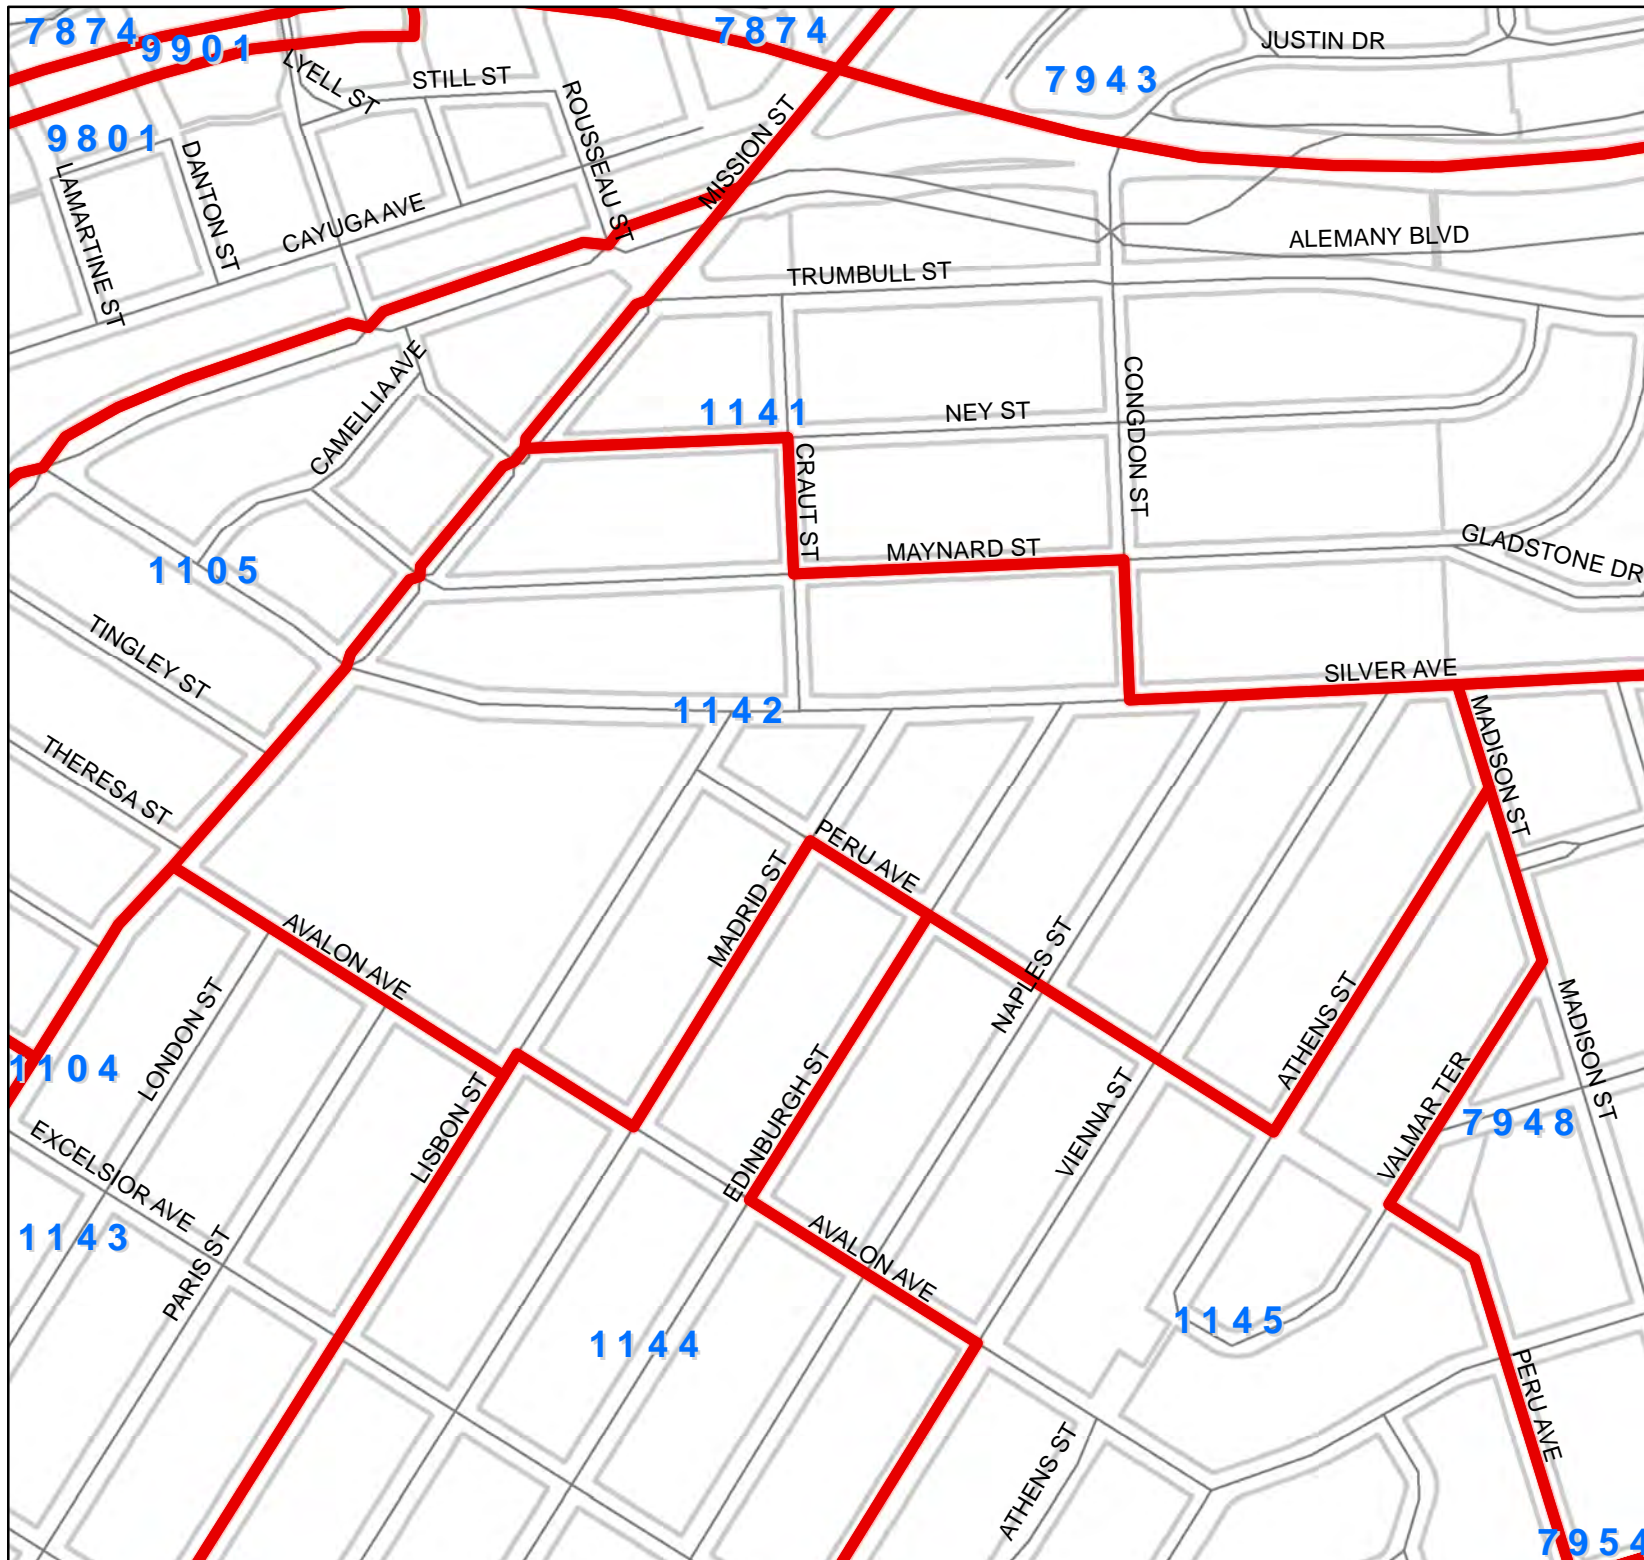 7874
9901
7874
JUSTIN DR
7943
LYELL ST
STILL ST
ROUSSEAU ST
MISSION ST
9801
LAMARTINE ST
DANTON ST
CAYUGA AVE
ALEMANY BLVD
TRUMBULL ST
CAMELLIA AVE
1141
NEY ST
CONGDON ST
CRAUT ST
MAYNARD ST
GLADSTONE DR
1105
TINGLEY ST
SILVER AVE
1142
MADISON ST
THERESA ST
PERU AVE
MADRID ST
AVALON AVE
NAPLES ST
LONDON ST
ATHENS ST
MADISON ST
1104
LISBON ST
EDINBURGH ST
VIENNA ST
VALMAR TER
7948
EXCELSIOR AVE
1143
PARIS ST
AVALON AVE
1144
1145
PERU AVE
ATHENS ST
7954